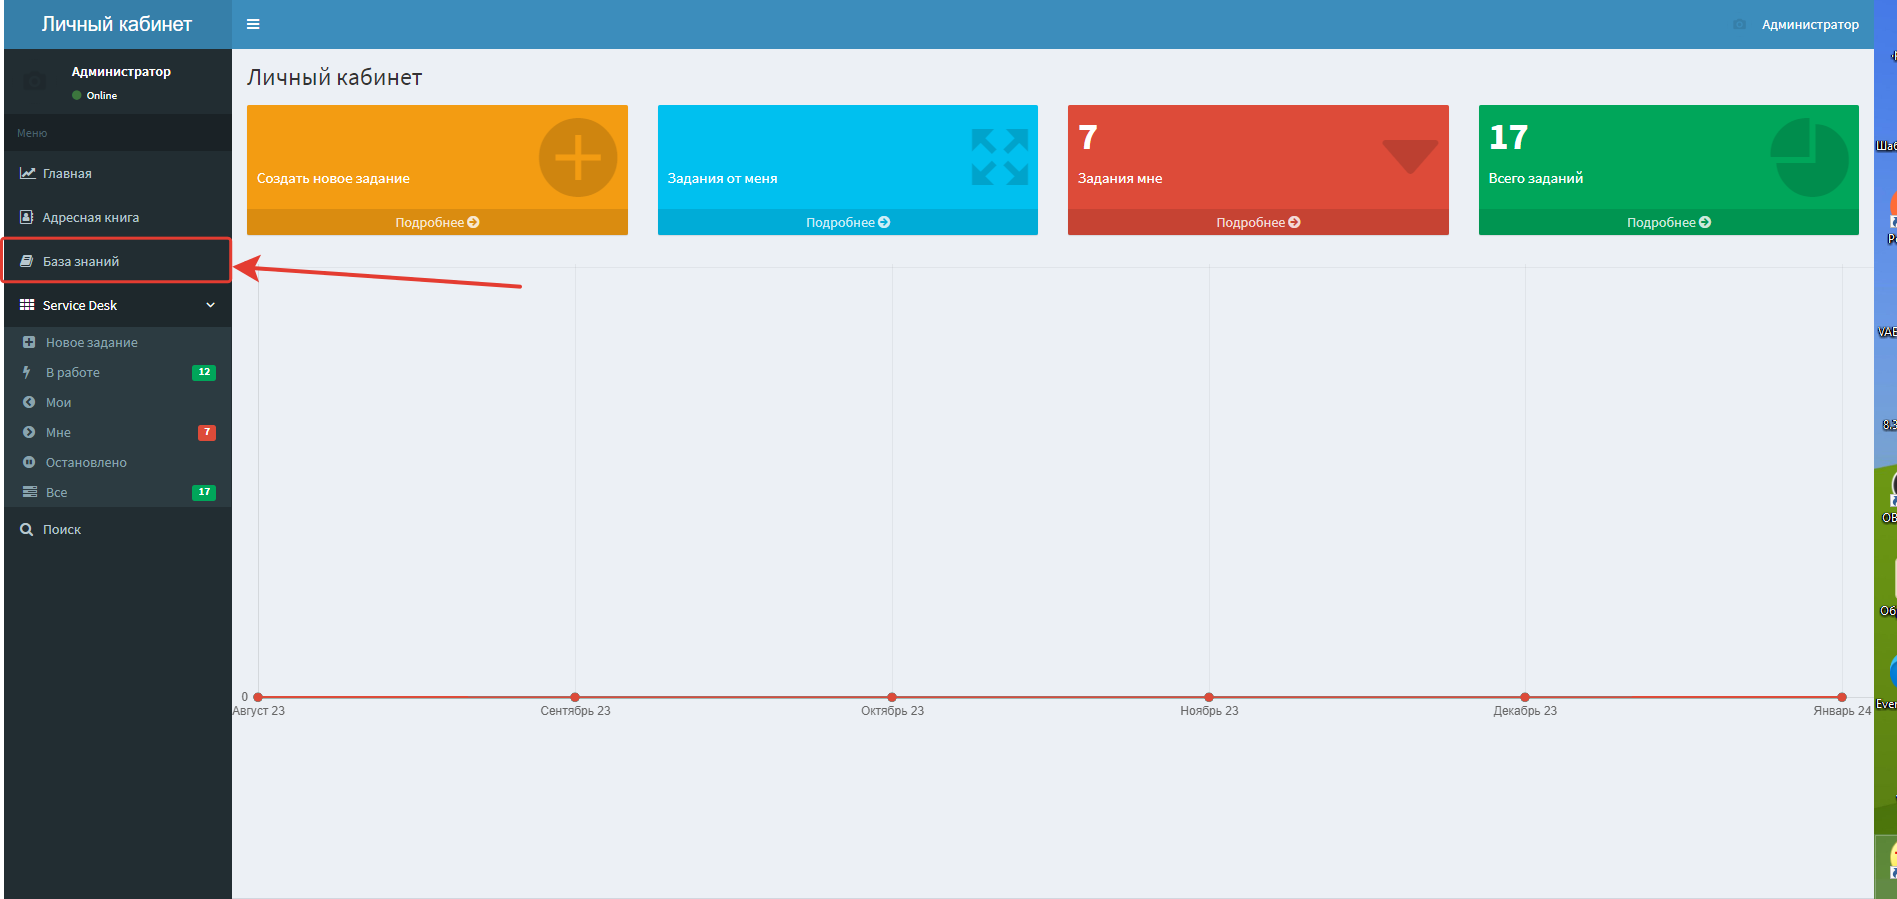 Личный кабинет
Администратор
Администратор
Online
Меню
Главная
Адресная книга
База знаний
Service Desk
Новое задание
В работе 12
Мои
Мне 7
Остановлено
Все 17
Поиск
Личный кабинет
Создать новое задание
Подробнее
Задания от меня
Подробнее
7
Задания мне
Подробнее
17
Всего заданий
Подробнее
0
Август 23 Сентябрь 23 Октябрь 23 Ноябрь 23 Декабрь 23 Январь 24